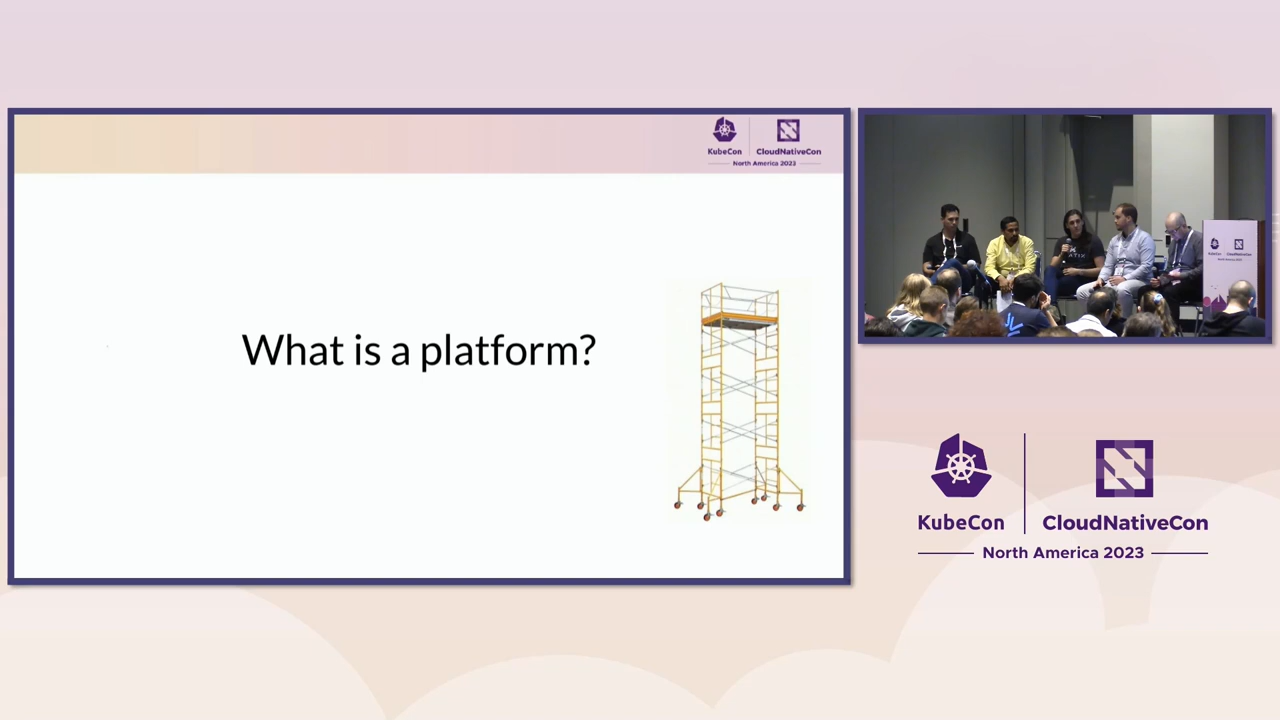 KubeCon
CloudNativeCon
North America 2023
What is a platform?
KubeCon
CloudNativeCon
North America 2023